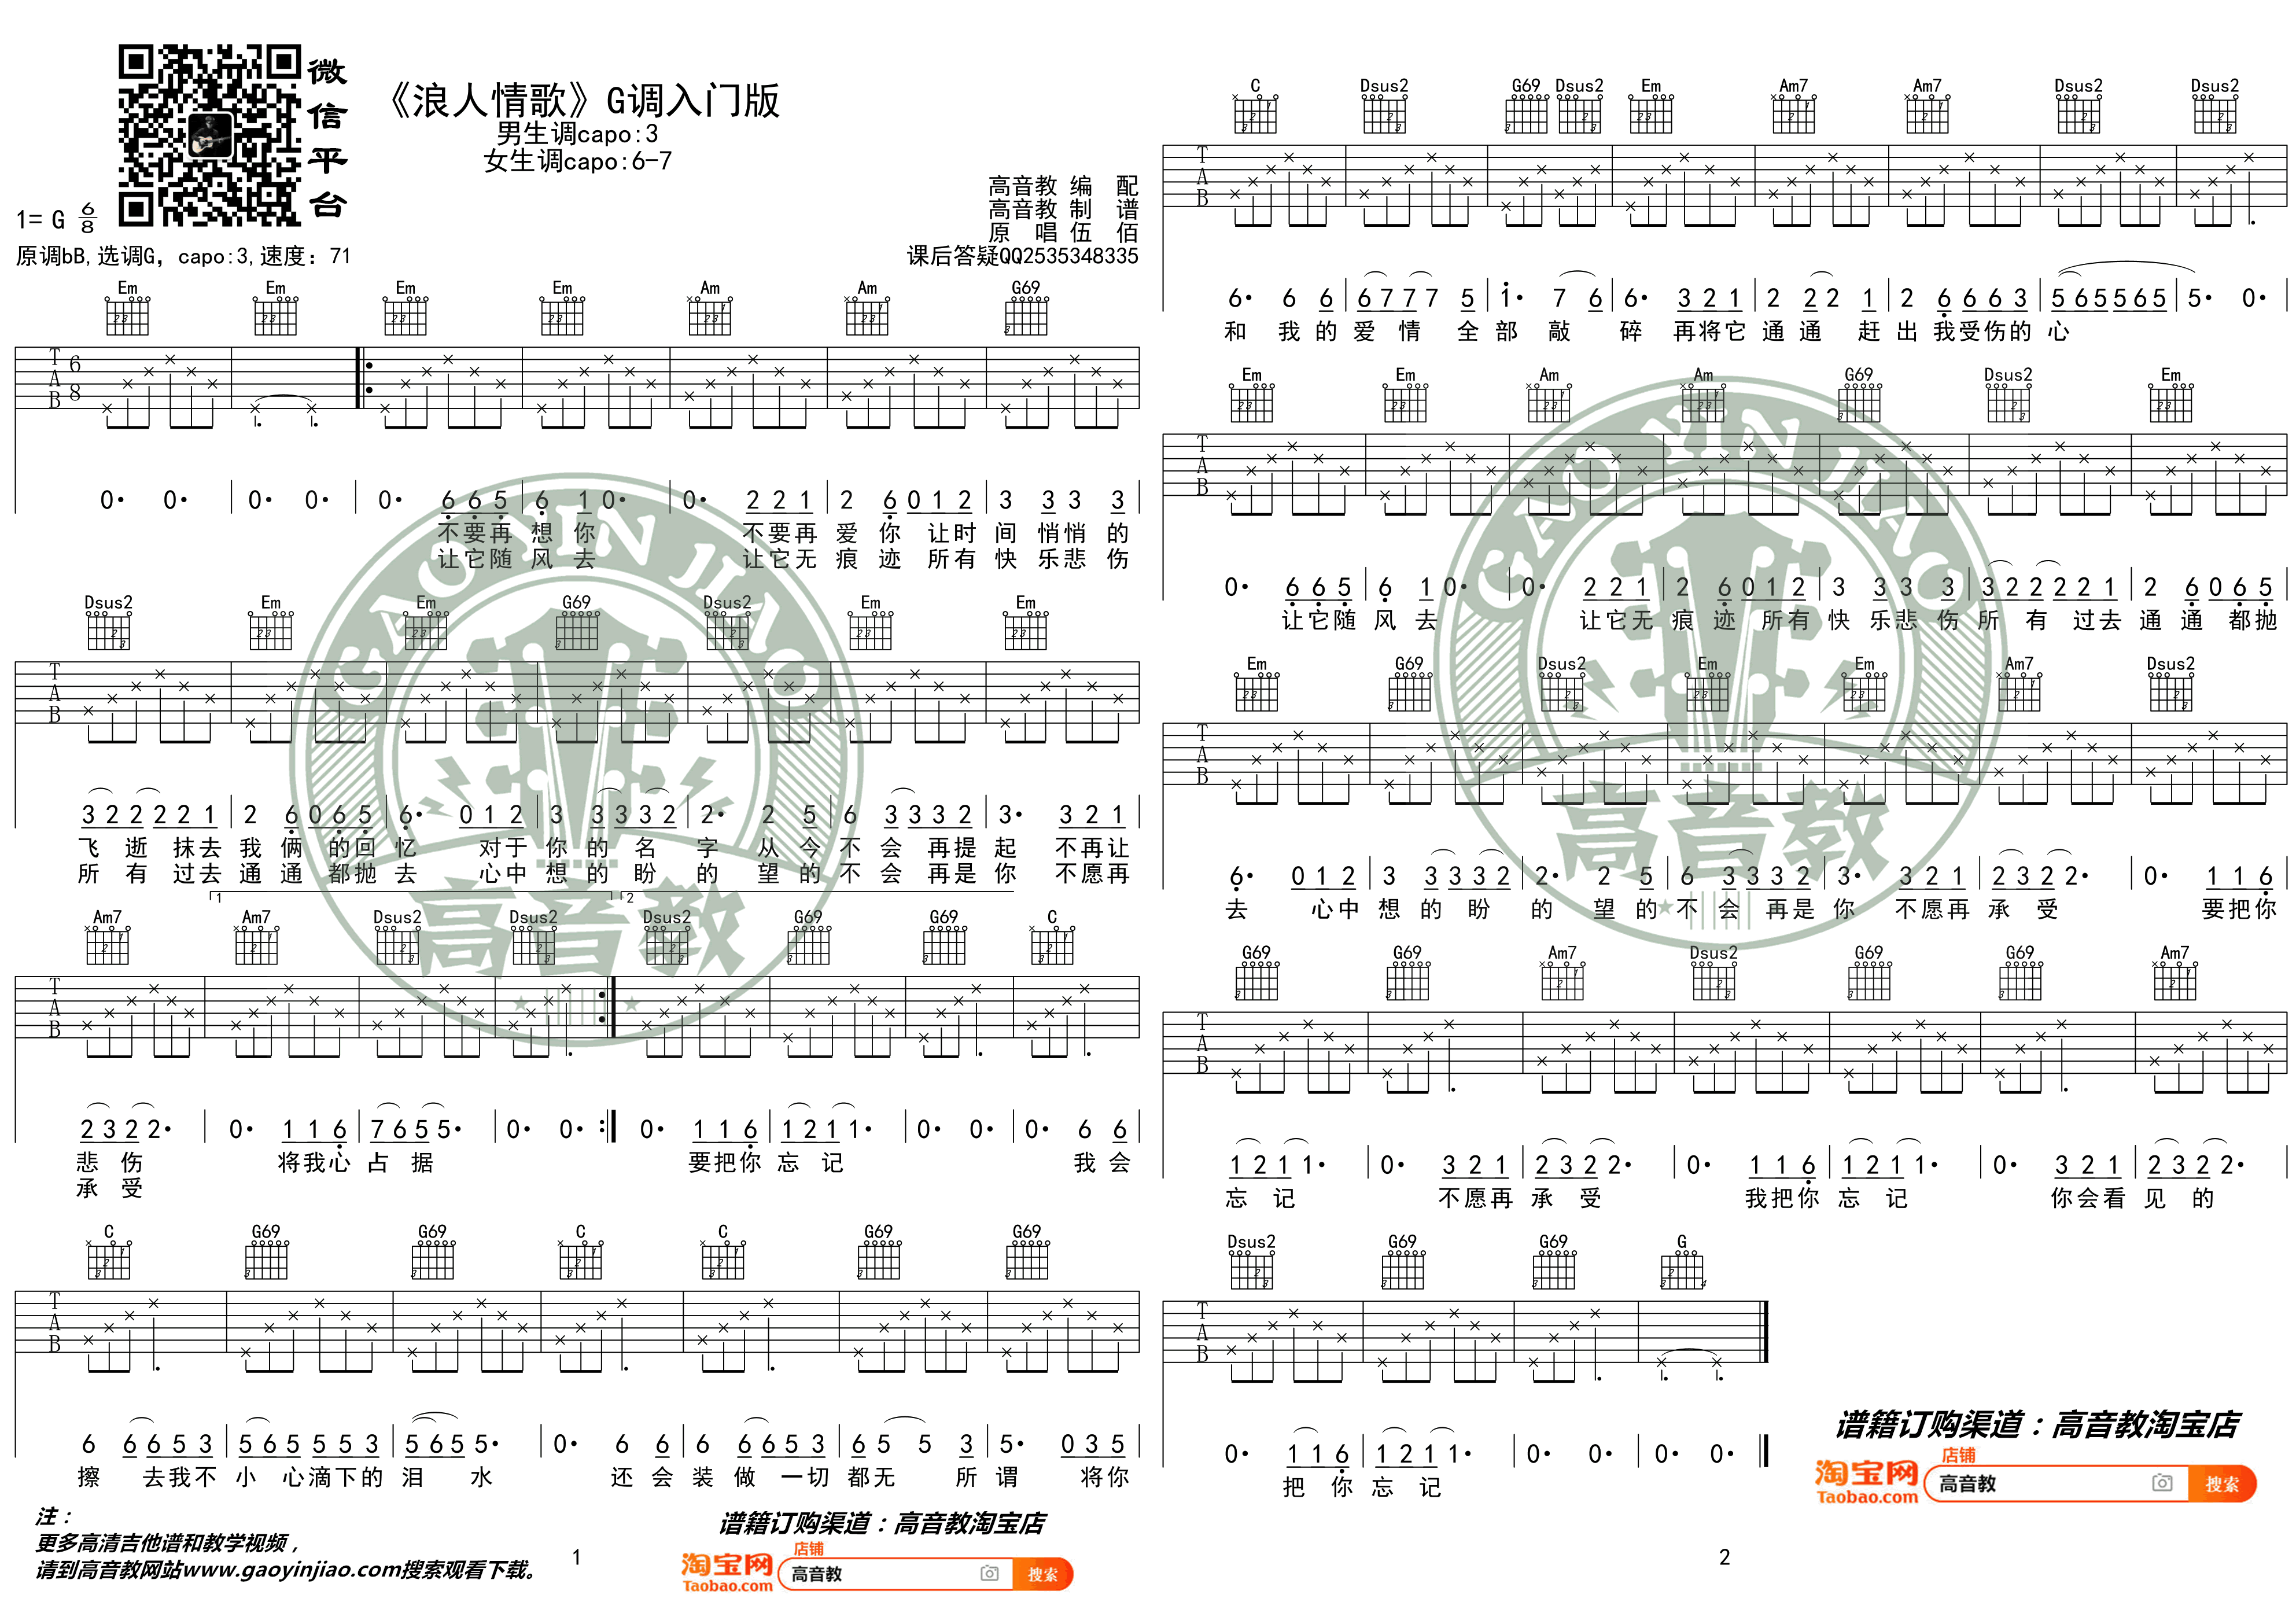 微信平台
《浪人情歌》G调入门版
男生调capo:3
女生调capo:6-7
高音教 编 配
高音教 制 谱
原 唱 伍 佰
课后答疑QQ2535348335
1= G 6/8
原调bB,选调G, capo:3,速度: 71
Em Em Em Em Am Am G69
T A B 6 8
0· 0· | 0· 0· | 0· 6 6 5 | 6 1 0· | 0· 2 2 1 | 2 6 0 1 2 | 3 3 3 3
不要再 想 你 不要再 爱 你 让时 间 悄悄 的
让它随 风 去 让它无 痕 迹 所有 快 乐悲 伤
Dsus2 Em Em G69 Dsus2 Em Em
T A B
3 2 2 2 2 1 | 2 6 0 6 5 | 6· 0 1 2 | 3 3 3 3 2 | 2· 2 5 | 6 3 3 3 2 | 3· 3 2 1
飞 逝 抹去 我 俩 的回 忆 对于 你 的 名 字 从 今 不 会 再提 起 不再让
所 有 过去 通 通 都抛 去 心中 想 的 盼 的 望 的 不 会 再是 你 不愿再
1 2
Am7 Am7 Dsus2 Dsus2 Dsus2 G69 G69 C
T A B
2 3 2 2· | 0· 1 1 6 | 7 6 5 5· | 0· 0· :| 0· 1 1 6 | 1 2 1 1· | 0· 0· | 0· 6 6
悲 伤 将我心 占 据 要把你 忘 记 我 会
承 受
C G69 G69 C C G69 G69
T A B
6 6 6 5 3 | 5 6 5 5 5 3 | 5 6 5 5· | 0· 6 6 | 6 6 6 5 3 | 6 5 5 3 | 5· 0 3 5
擦 去我不 小 心滴下的 泪 水 还 会 装 做 一切 都无 所 谓 将你
注：
更多高清吉他谱和教学视频，
请到高音教网站www.gaoyinjiao.com搜索观看下载。
1
谱籍订购渠道：高音教淘宝店
店铺
淘宝网 高音教 搜索
Taobao.com
C Dsus2 G69 Dsus2 Em Am7 Am7 Dsus2 Dsus2
T A B
6· 6 6 | 6 7 7 7 5 | 1· 7 6 | 6· 3 2 1 | 2 2 2 1 | 2 6 6 6 3 | 5 6 5 5 6 5 | 5· 0·
和 我 的 爱 情 全 部 敲 碎 再将它 通 通 赶 出 我受伤的 心
Em Em Am Am G69 Dsus2 Em
T A B
0· 6 6 5 | 6 1 0· | 0· 2 2 1 | 2 6 0 1 2 | 3 3 3 3 | 3 2 2 2 2 1 | 2 6 0 6 5
让它随 风 去 让它无 痕 迹 所有 快 乐悲 伤 所 有 过去 通 通 都抛
Em G69 Dsus2 Em Em Am7 Dsus2
T A B
6· 0 1 2 | 3 3 3 3 2 | 2· 2 5 | 6 3 3 3 2 | 3· 3 2 1 | 2 3 2 2· | 0· 1 1 6
去 心中 想 的 盼 的 望 的 不 会 再是 你 不愿再 承 受 要把你
G69 G69 Am7 Dsus2 G69 G69 Am7
T A B
1 2 1 1· | 0· 3 2 1 | 2 3 2 2· | 0· 1 1 6 | 1 2 1 1· | 0· 3 2 1 | 2 3 2 2·
忘 记 不愿再 承 受 我把你 忘 记 你会看 见 的
Dsus2 G69 G69 G
T A B
0· 1 1 6 | 1 2 1 1· | 0· 0· | 0· 0·
把 你 忘 记
谱籍订购渠道：高音教淘宝店
店铺
淘宝网 高音教 搜索
Taobao.com
2
GAO YIN JIAO
高音教
GAO YIN JIAO
高音教